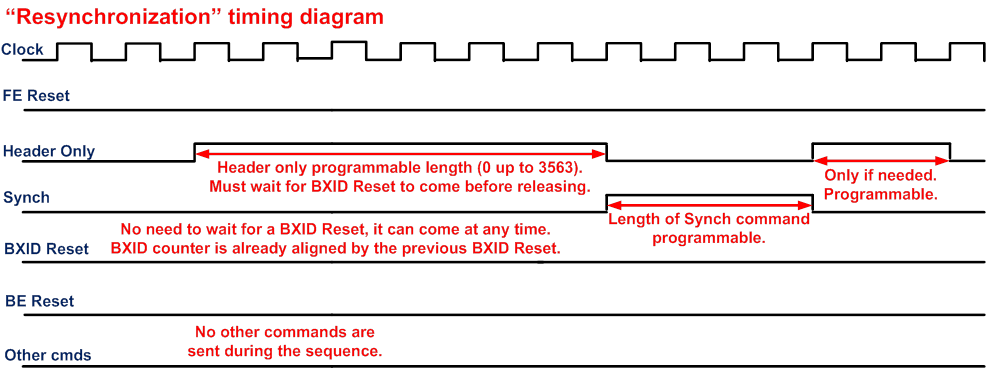 “Resynchronization” timing diagram
Clock
FE Reset
Header Only
Header only programmable length (0 up to 3563).
Must wait for BXID Reset to come before releasing.
Only if needed.
Programmable.
Synch
Length of Synch command
programmable.
No need to wait for a BXID Reset, it can come at any time.
BXID counter is already aligned by the previous BXID Reset.
BXID Reset
BE Reset
No other commands are
sent during the sequence.
Other cmds